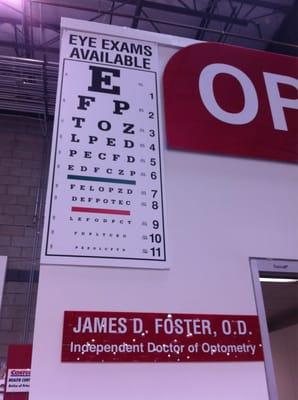 EYE EXAMS
AVAILABLE
E 1
F P 2
T O Z 3
L P E D 4
P E C F D 5
E D F C Z P 6
F E L O P Z D 7
D E F P O T E C 8
L E F O D P C T 9
10
11
OP
JAMES D. FOSTER, O.D.
Independent Doctor of Optometry